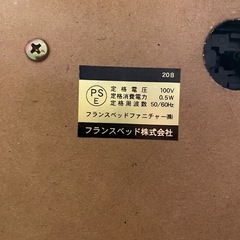 20B
PS
E
定格電圧 100V
定格消費電力 0.5W
定格周波数 50/60Hz
フランスベッドファニチャー㈱
フランスベッド株式会社